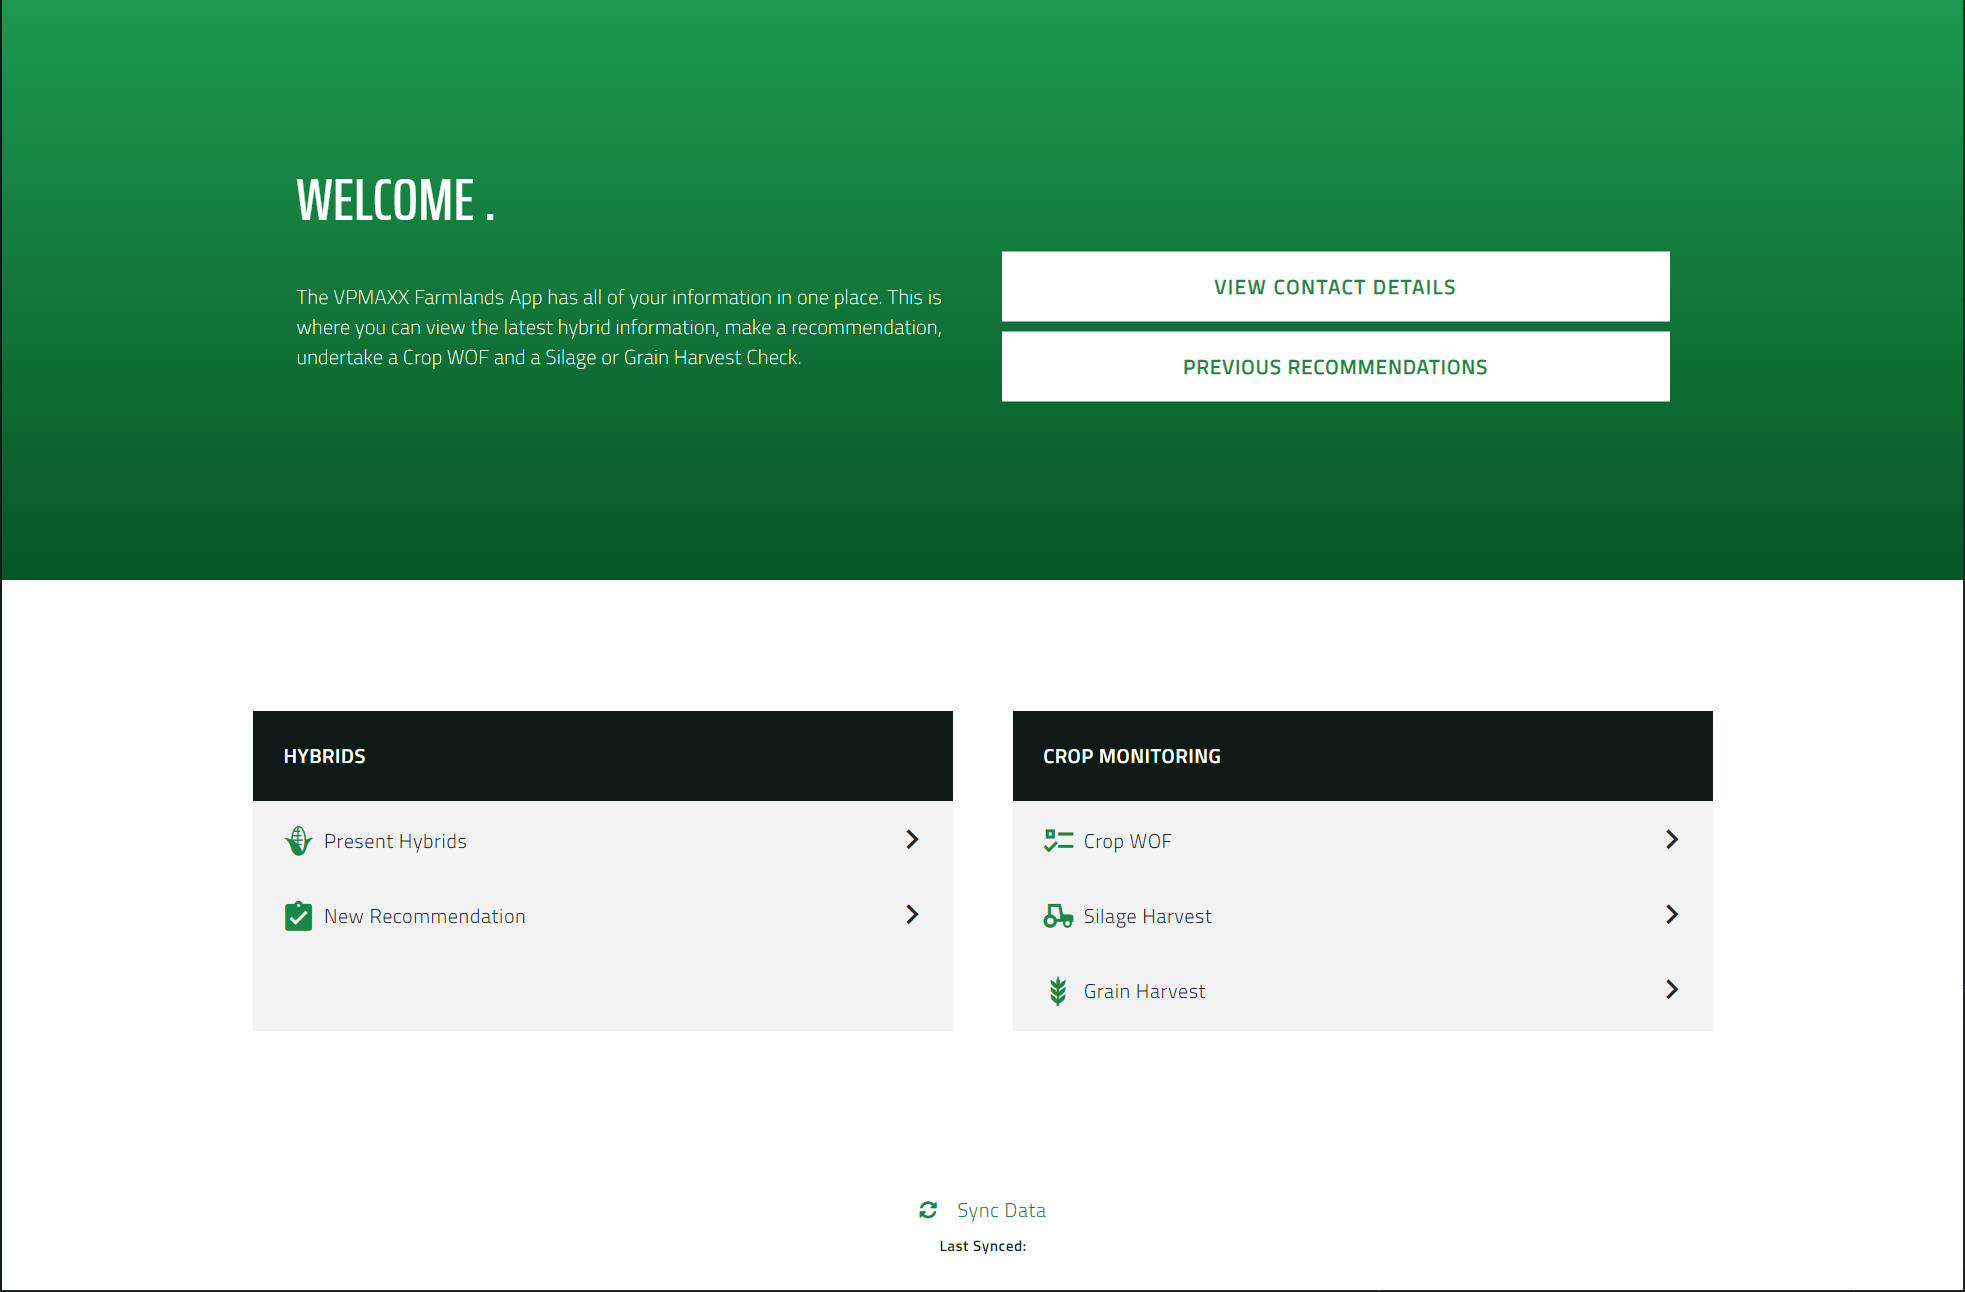 WELCOME .
The VPMAXX Farmlands App has all of your information in one place. This is
where you can view the latest hybrid information, make a recommendation,
undertake a Crop WOF and a Silage or Grain Harvest Check.
VIEW CONTACT DETAILS
PREVIOUS RECOMMENDATIONS
HYBRIDS
Present Hybrids
New Recommendation
CROP MONITORING
Crop WOF
Silage Harvest
Grain Harvest
Sync Data
Last Synced: